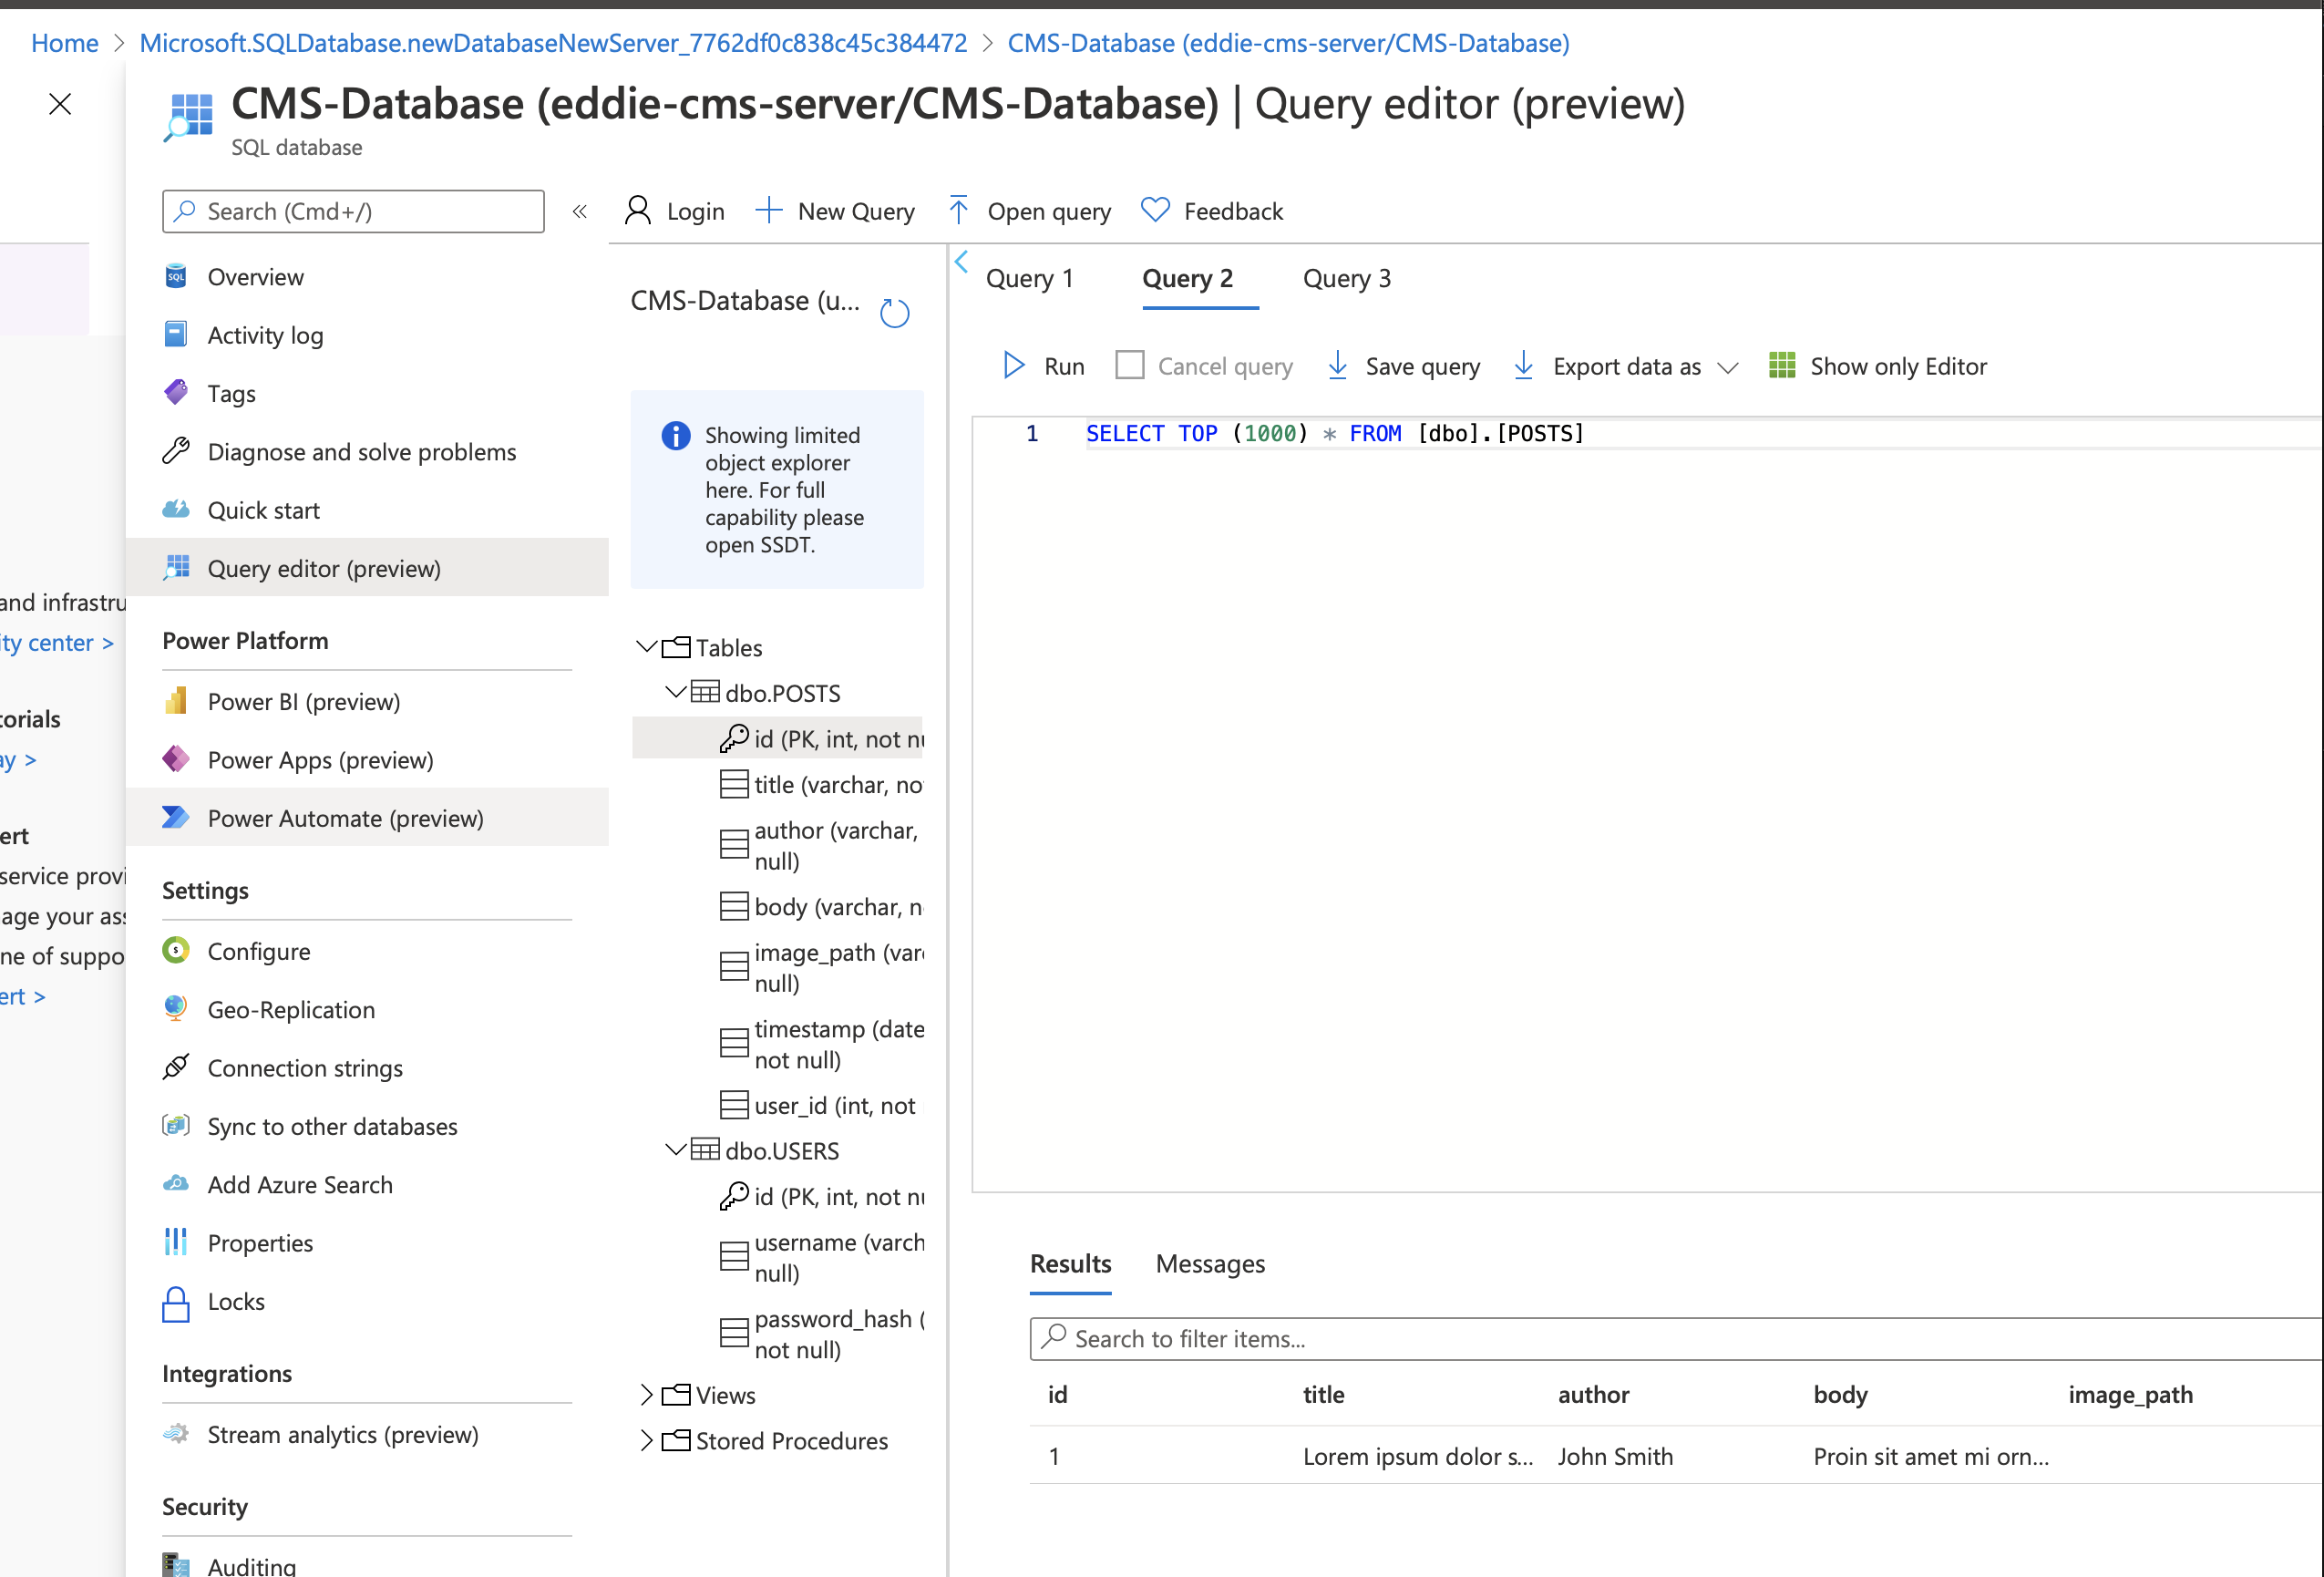 Home > Microsoft.SQLDatabase.newDatabaseNewServer_7762df0c838c45c384472 > CMS-Database (eddie-cms-server/CMS-Database)
CMS-Database (eddie-cms-server/CMS-Database) | Query editor (preview)
SQL database
and infrastru
ity center >
torials
ay >
ert
service provi
age your ass
ne of suppo
ert >
Search (Cmd+/)
«
Overview
Activity log
Tags
Diagnose and solve problems
Quick start
Query editor (preview)
Power Platform
Power BI (preview)
Power Apps (preview)
Power Automate (preview)
Settings
Configure
Geo-Replication
Connection strings
Sync to other databases
Add Azure Search
Properties
Locks
Integrations
Stream analytics (preview)
Security
Auditing
Login
New Query
Open query
Feedback
CMS-Database (u...
Showing limited
object explorer
here. For full
capability please
open SSDT.
Tables
dbo.POSTS
id (PK, int, not nu
title (varchar, no
author (varchar,
null)
body (varchar, n
image_path (var
null)
timestamp (date
not null)
user_id (int, not
dbo.USERS
id (PK, int, not nu
username (varch
null)
password_hash (
not null)
Views
Stored Procedures
Query 1
Query 2
Query 3
Run
Cancel query
Save query
Export data as
Show only Editor
1 SELECT TOP (1000) * FROM [dbo].[POSTS]
Results
Messages
Search to filter items...
id title author body image_path
1 Lorem ipsum dolor s... John Smith Proin sit amet mi orn...